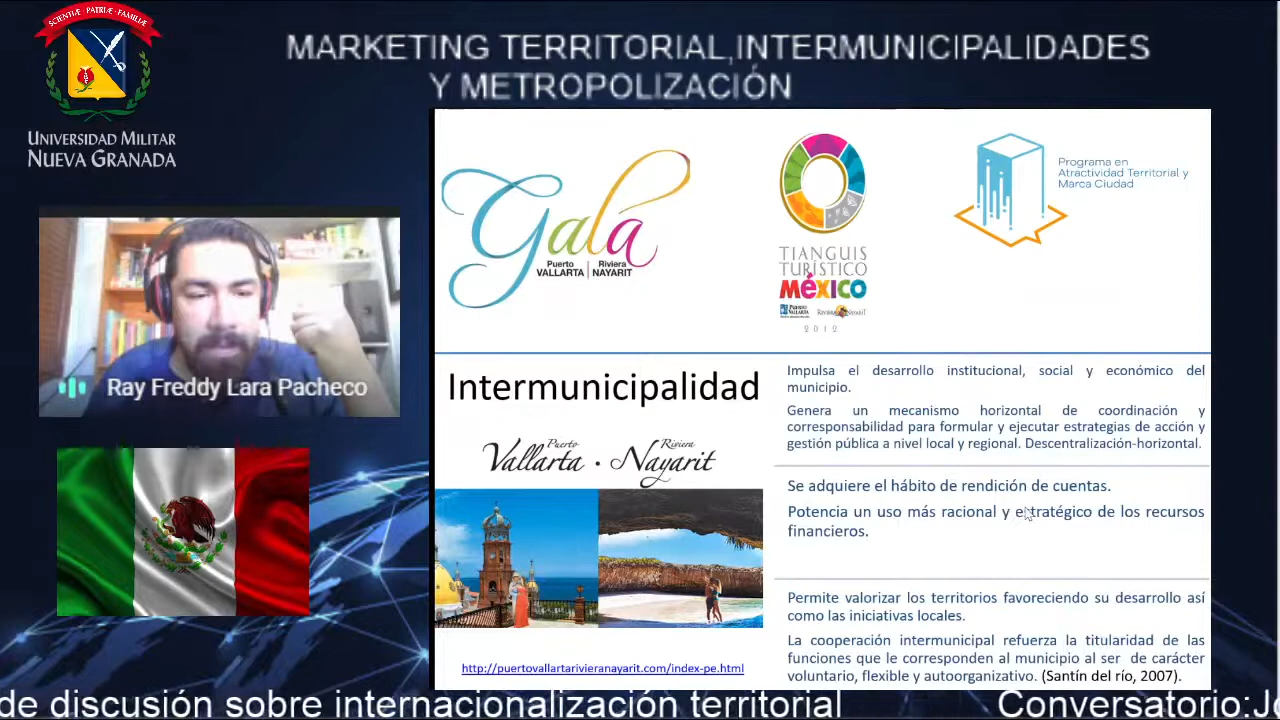 SCIENTIÆ PATRIÆ FAMILIÆ
UNIVERSIDAD MILITAR
NUEVA GRANADA
MARKETING TERRITORIAL,INTERMUNICIPALIDADES
Y METROPOLIZACIÓN
Ray Freddy Lara Pacheco
gala
Puerto
VALLARTA
Riviera
NAYARIT
TIANGUIS
TURÍSTICO
MÉXICO
2012
Programa en
Atractividad Territorial y
Marca Ciudad
Intermunicipalidad
Puerto Riviera
Vallarta · Nayarit
http://puertovallartarivieranayarit.com/index-pe.html
Impulsa el desarrollo institucional, social y económico del
municipio.
Genera un mecanismo horizontal de coordinación y
corresponsabilidad para formular y ejecutar estrategias de acción y
gestión pública a nivel local y regional. Descentralización-horizontal.
Se adquiere el hábito de rendición de cuentas.
Potencia un uso más racional y estratégico de los recursos
financieros.
Permite valorizar los territorios favoreciendo su desarrollo así
como las iniciativas locales.
La cooperación intermunicipal refuerza la titularidad de las
funciones que le corresponden al municipio al ser de carácter
voluntario, flexible y autoorganizativo. (Santín del río, 2007).
de discusión sobre internacionalización territorial Conversatorio: